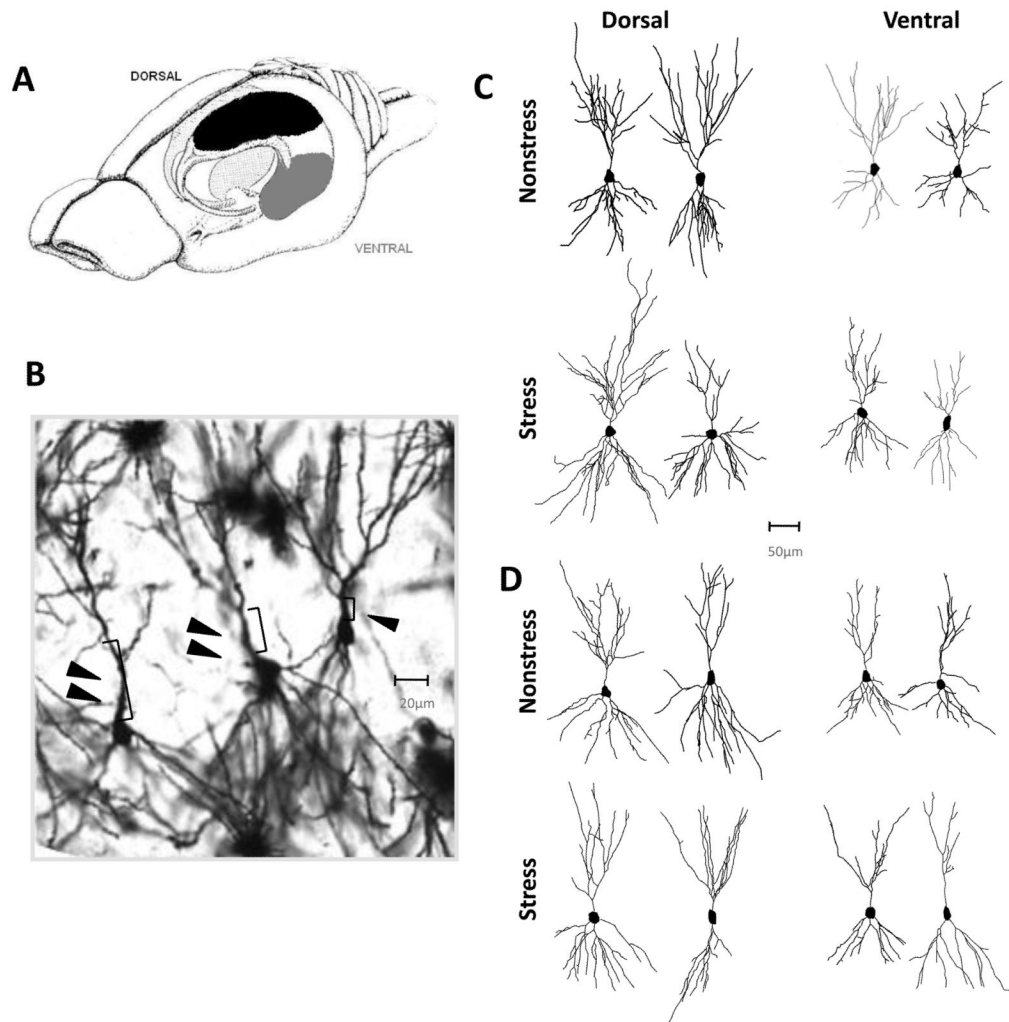 A
DORSAL
VENTRAL
B
20µm
Dorsal
Ventral
C
Nonstress
Stress
50µm
D
Nonstress
Stress